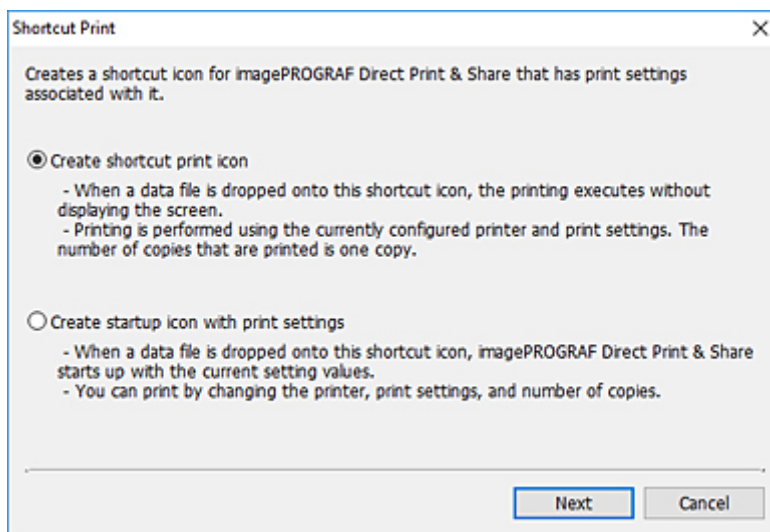 Shortcut Print
Creates a shortcut icon for imagePROGRAF Direct Print & Share that has print settings
associated with it.
Create shortcut print icon
- When a data file is dropped onto this shortcut icon, the printing executes without
displaying the screen.
- Printing is performed using the currently configured printer and print settings. The
number of copies that are printed is one copy.
Create startup icon with print settings
- When a data file is dropped onto this shortcut icon, imagePROGRAF Direct Print & Share
starts up with the current setting values.
- You can print by changing the printer, print settings, and number of copies.
Next
Cancel